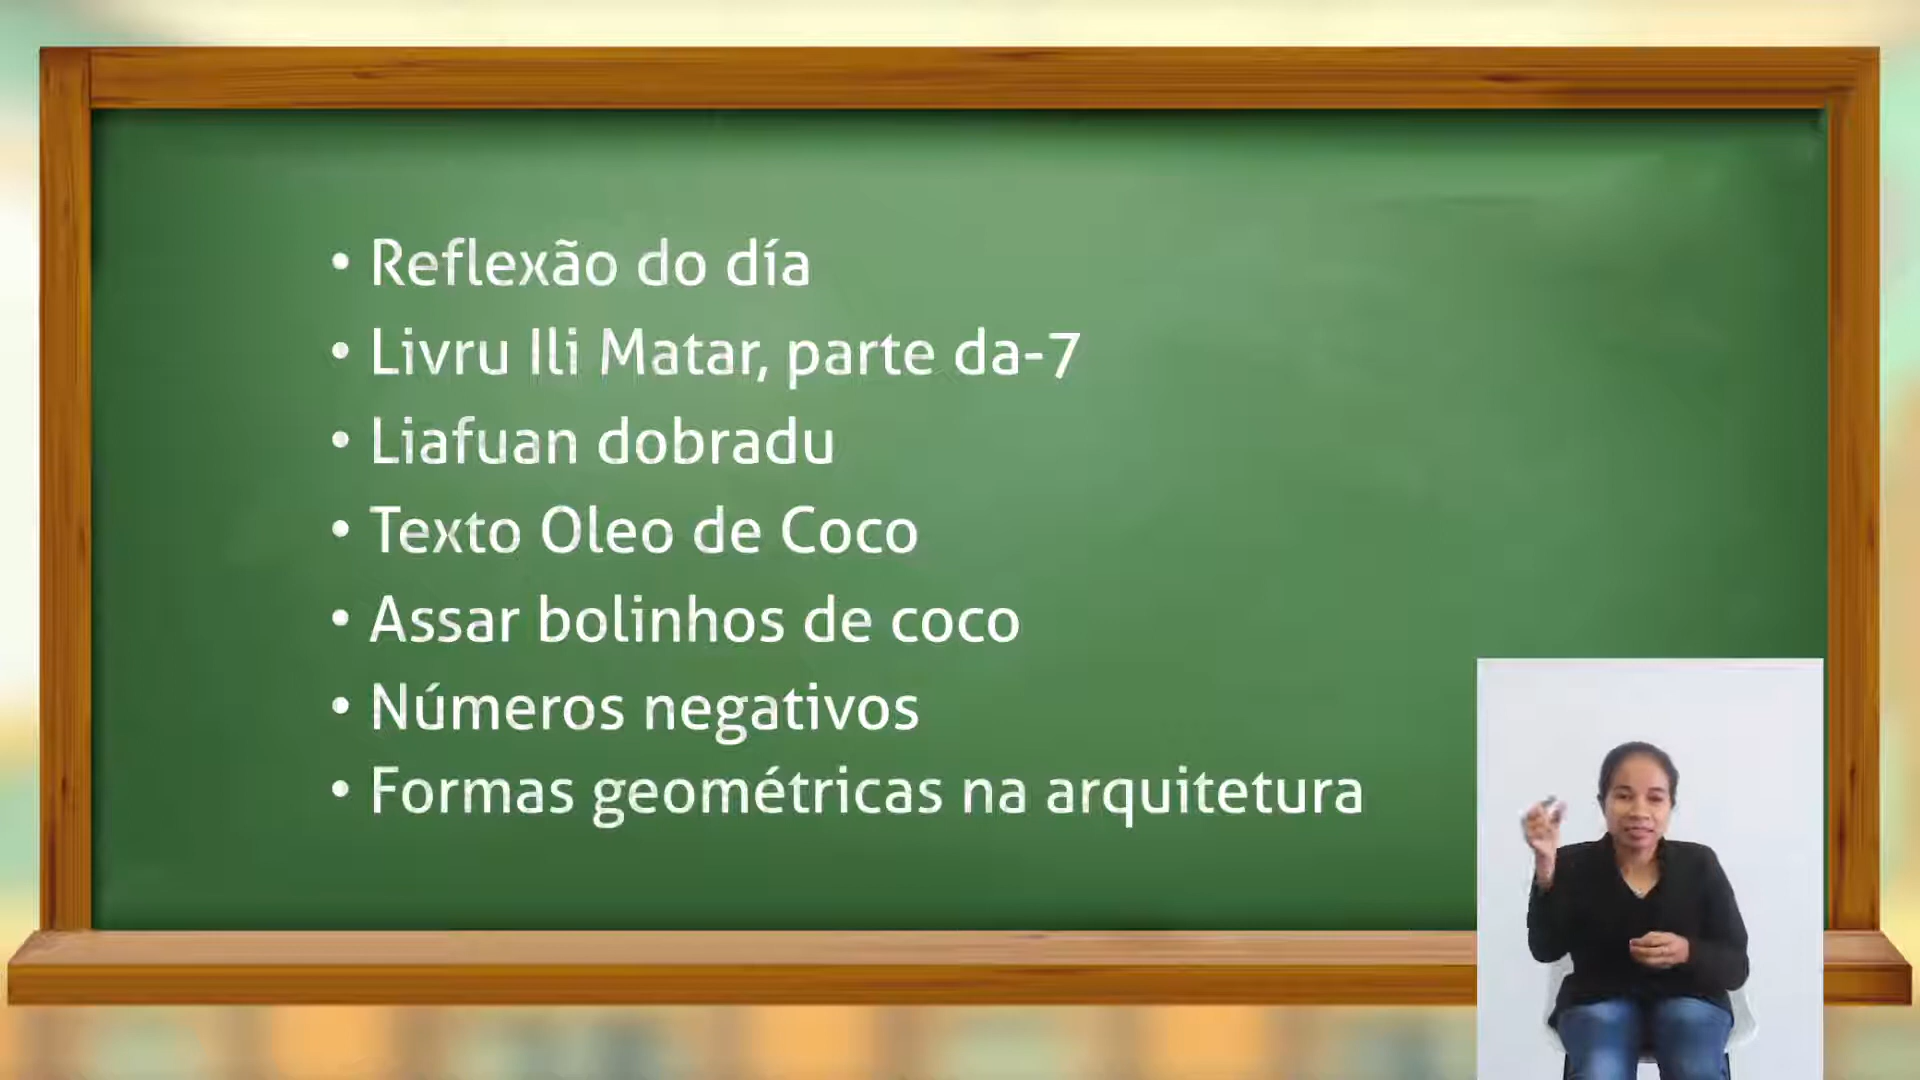 • Reflexão do día
• Livru Ili Matar, parte da-7
• Liafuan dobradu
• Texto Oleo de Coco
• Assar bolinhos de coco
• Números negativos
• Formas geométricas na arquitetura